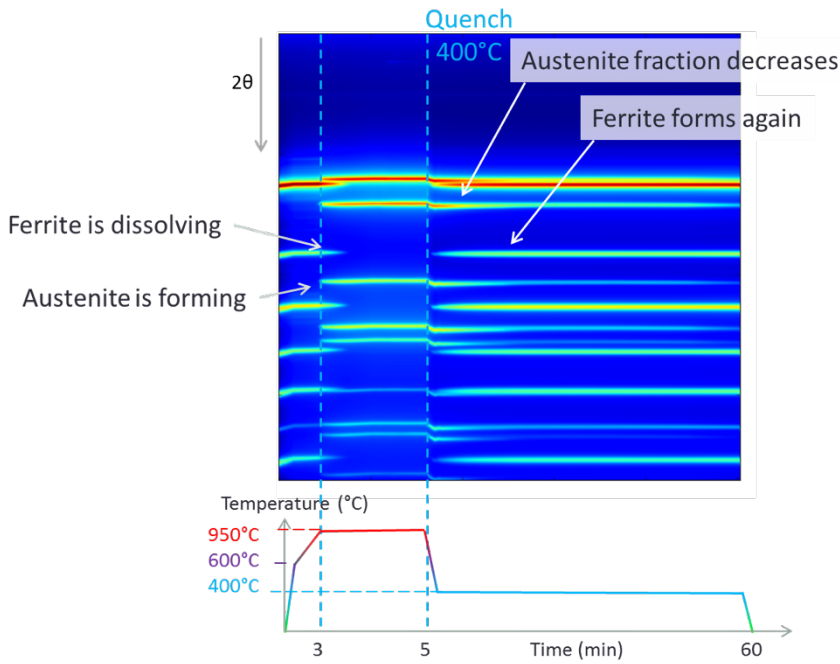 Quench
400°C
Austenite fraction decreases
2θ
Ferrite forms again
Ferrite is dissolving
Austenite is forming
Temperature (°C)
950°C
600°C
400°C
3
5
Time (min)
60